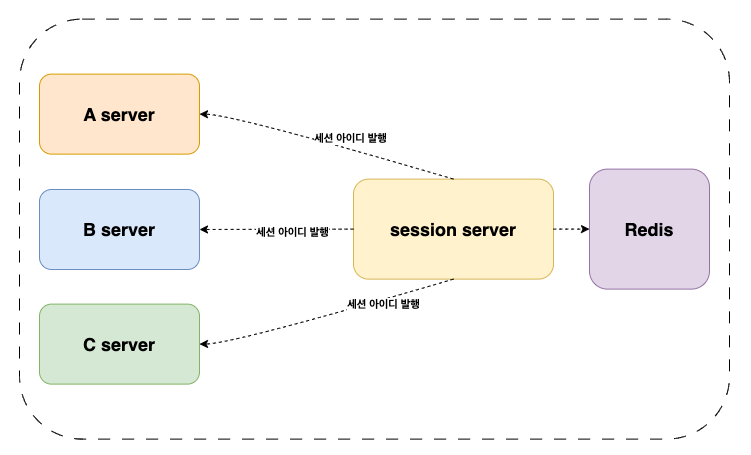 A server
세션 아이디 발행
B server
세션 아이디 발행
session server
Redis
세션 아이디 발행
C server